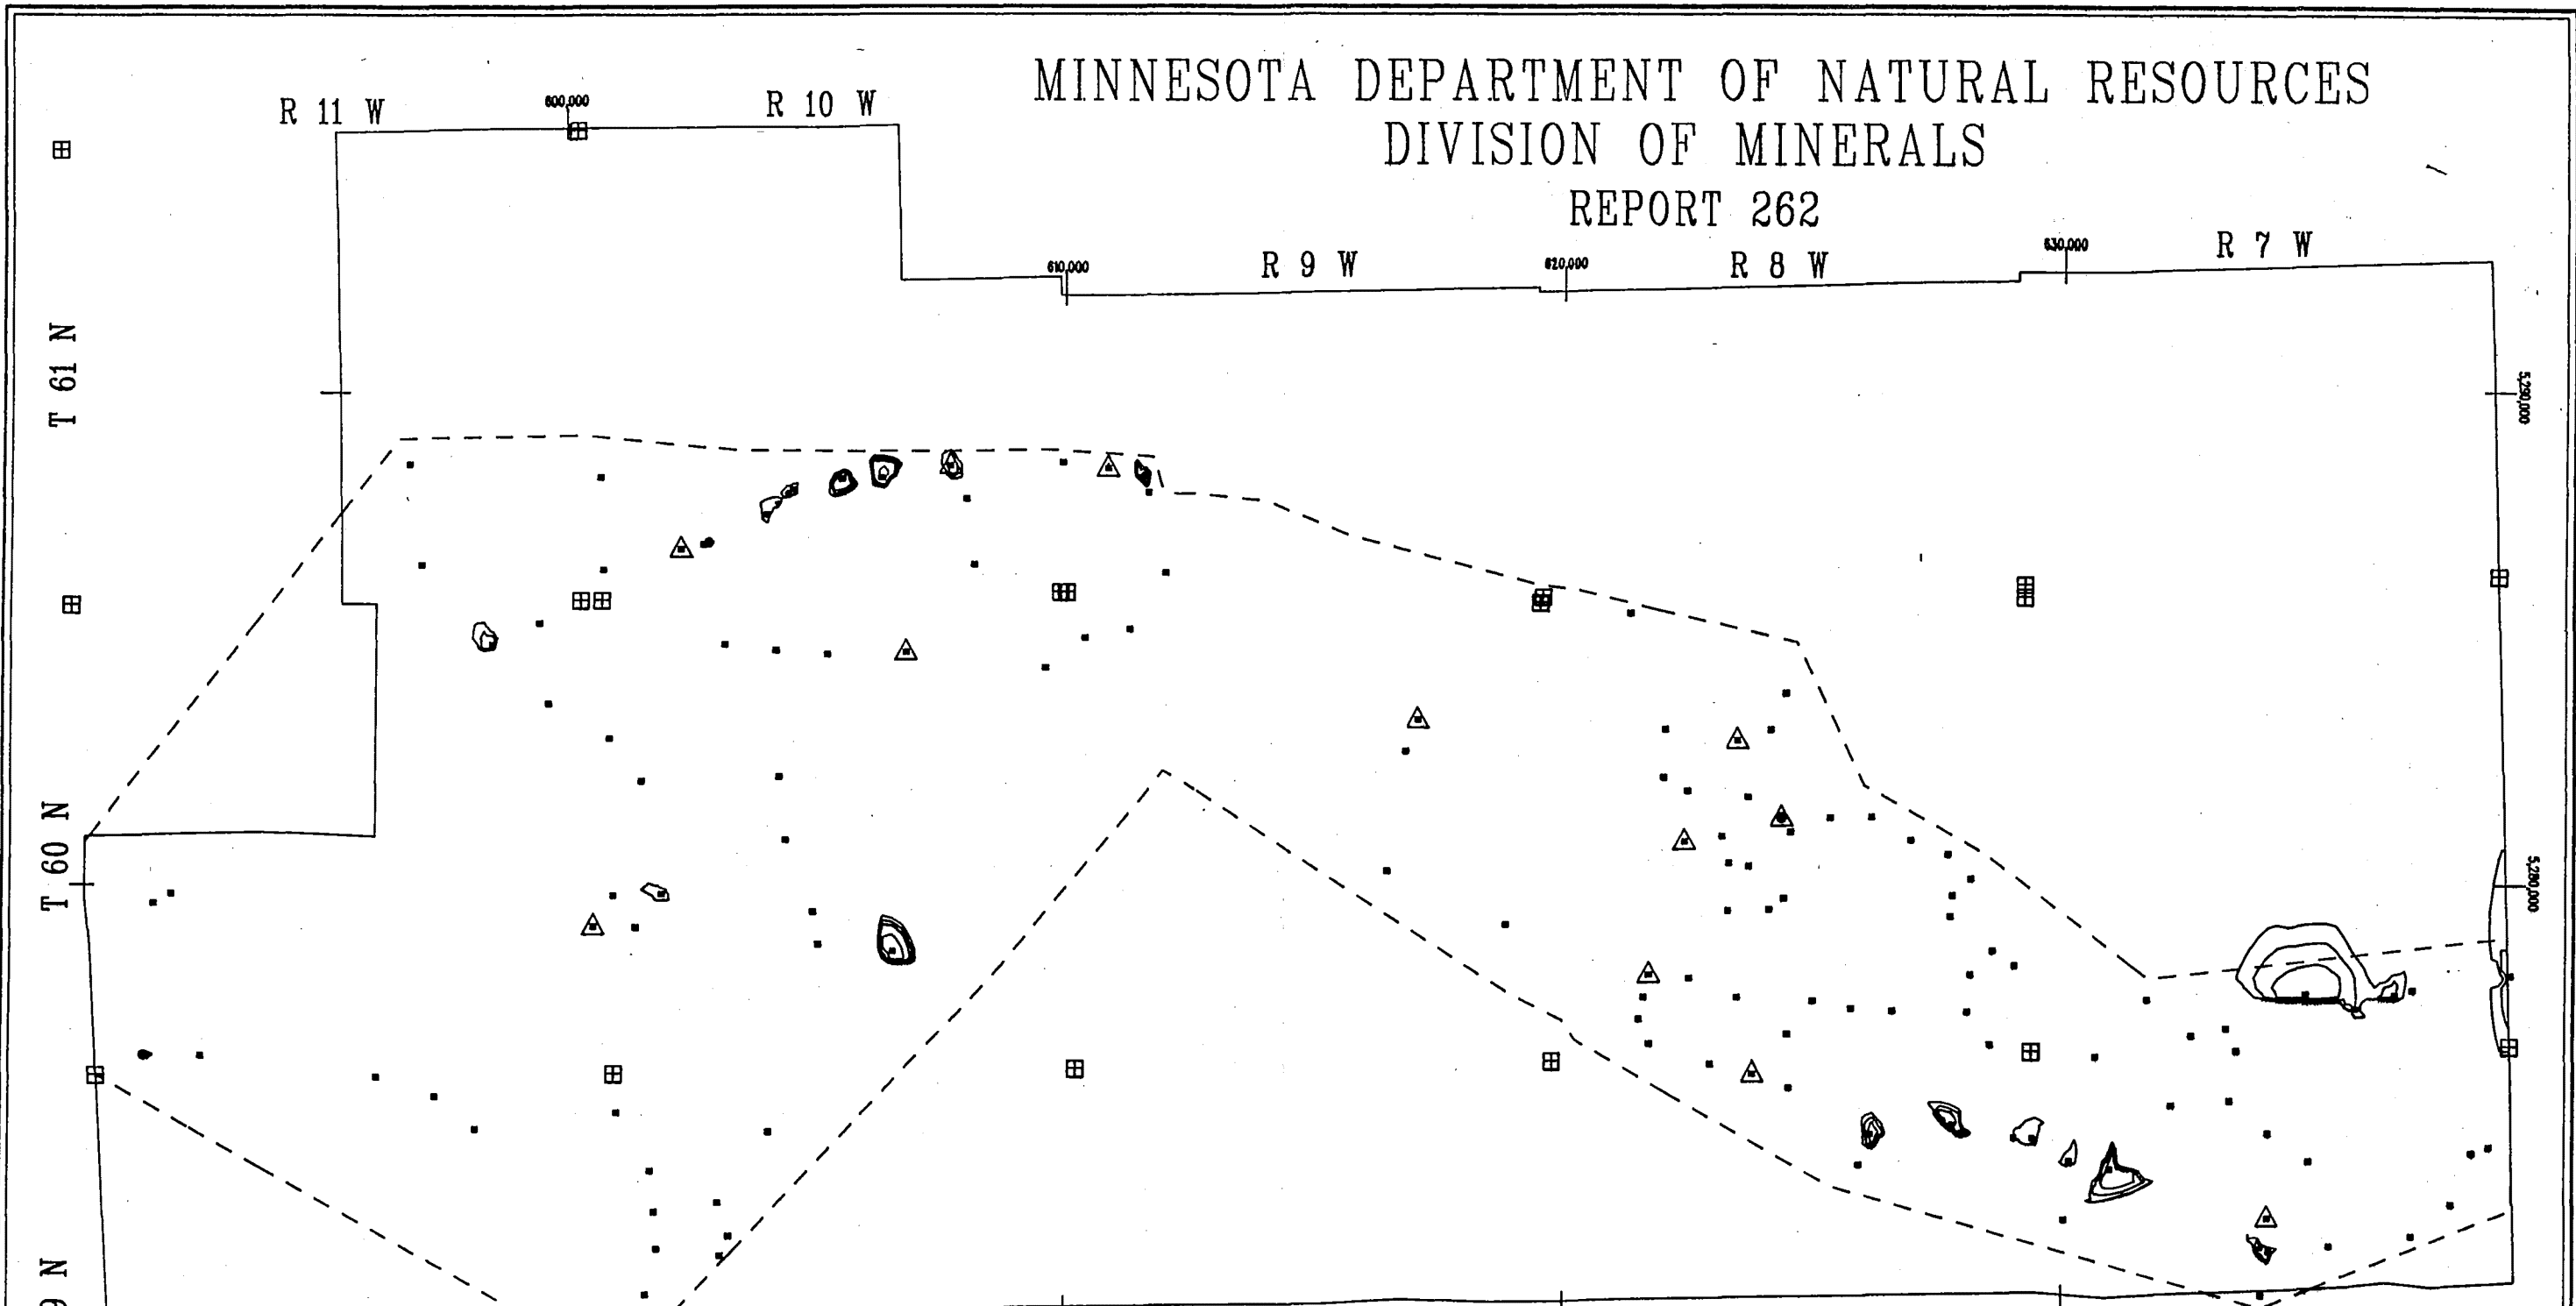 MINNESOTA DEPARTMENT OF NATURAL RESOURCES
DIVISION OF MINERALS
REPORT 262
R 11 W
600,000
R 10 W
610,000
R 9 W
620,000
R 8 W
630,000
R 7 W
T 61 N
5,290,000
T 60 N
5,280,000
9 N